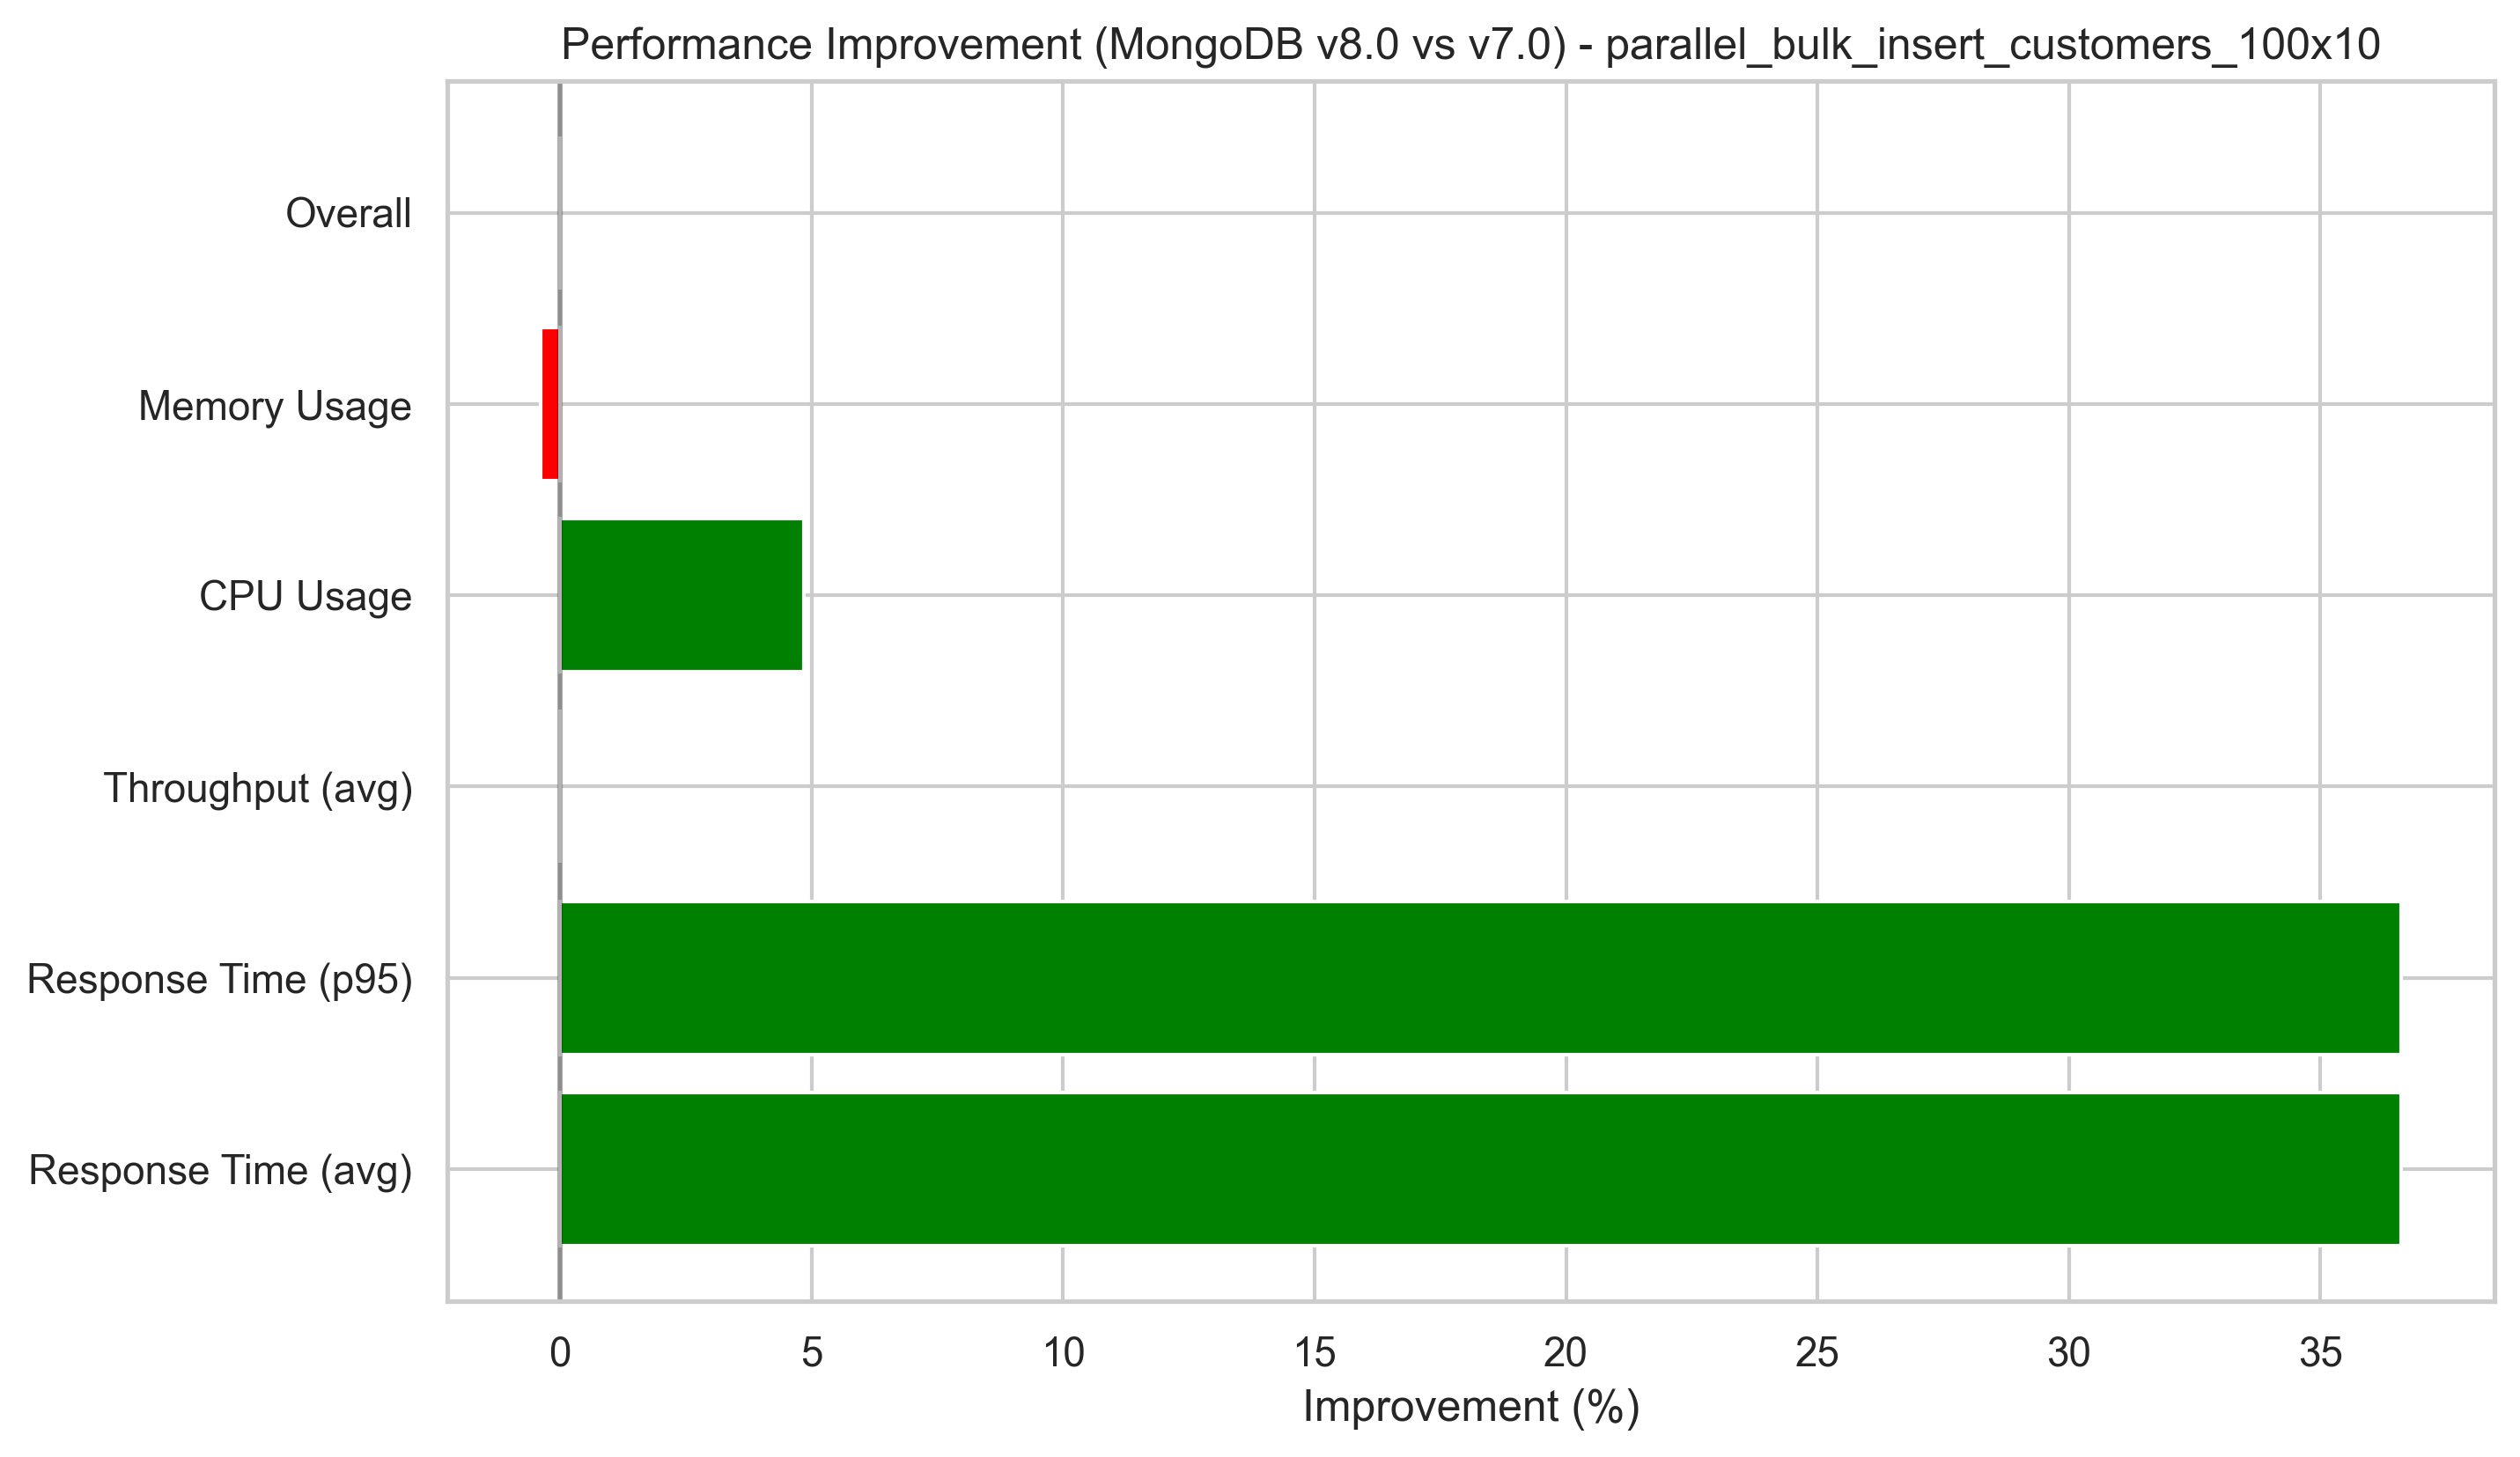 Performance Improvement (MongoDB v8.0 vs v7.0) - parallel_bulk_insert_customers_100x10
Overall
Memory Usage
CPU Usage
Throughput (avg)
Response Time (p95)
Response Time (avg)
0 5 10 15 20 25 30 35
Improvement (%)